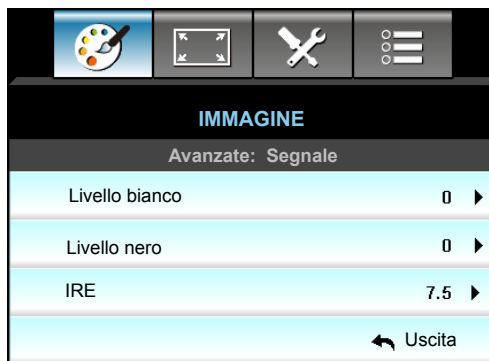 IMMAGINE
Avanzate: Segnale
Livello bianco 0
Livello nero 0
IRE 7.5
Uscita